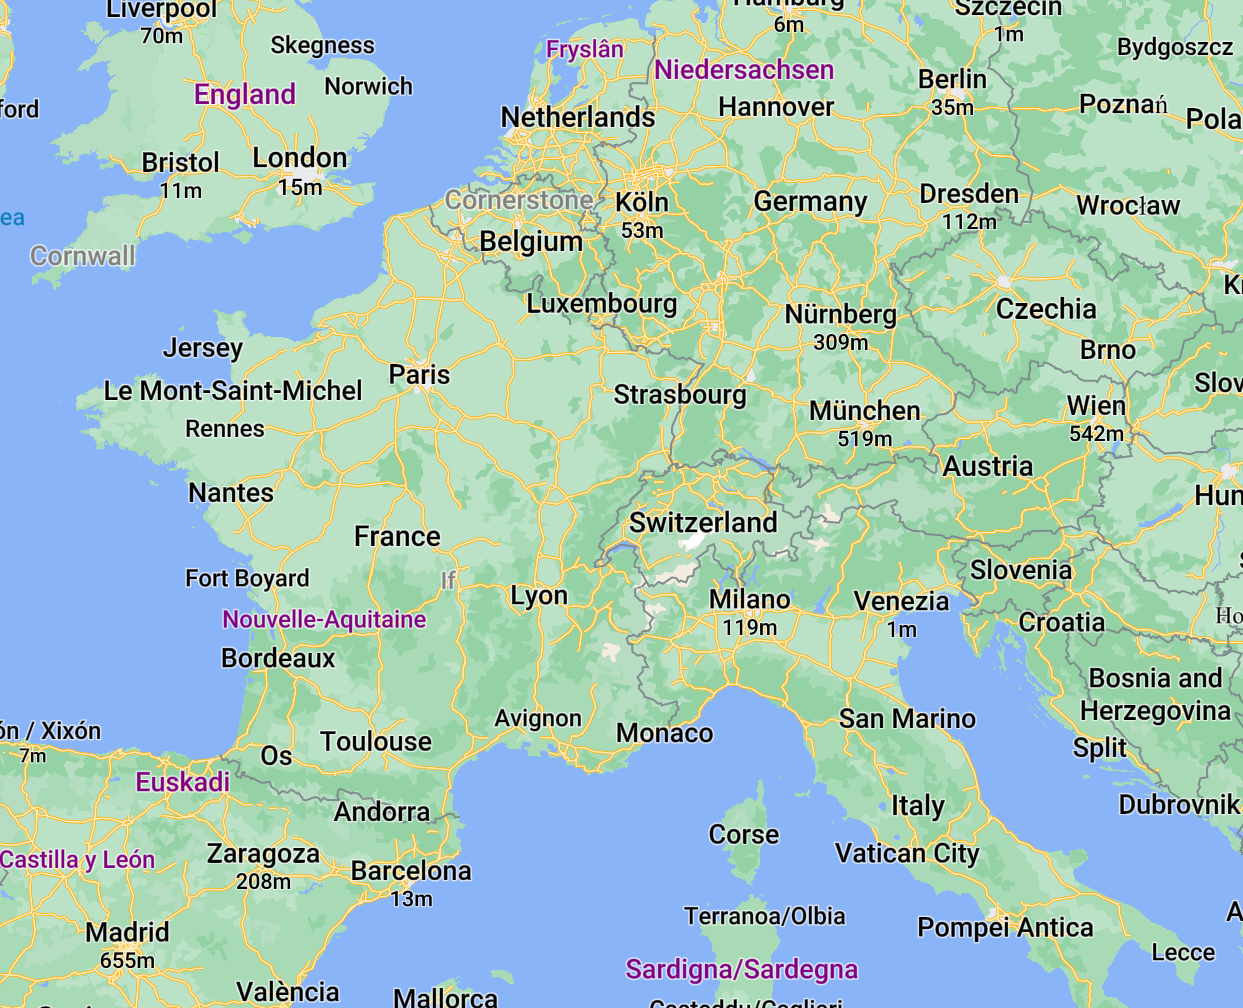 Liverpool
70m
Hamburg
6m
Szczecin
1m
Skegness
Fryslân
Bydgoszcz
Niedersachsen
Norwich
Berlin
35m
England
ford
Netherlands
Hannover
Poznań
Pola
Bristol
11m
London
15m
Cornerstone
Köln
53m
Germany
Dresden
112m
Wrocław
ea
Cornwall
Belgium
Luxembourg
Nürnberg
309m
Czechia
Kr
Jersey
Brno
Paris
Le Mont-Saint-Michel
Strasbourg
Slov
Rennes
München
519m
Wien
542m
Austria
Nantes
Hun
Switzerland
France
Fort Boyard
If
Lyon
Slovenia
Milano
119m
Venezia
1m
Nouvelle-Aquitaine
Croatia
Ho
Bordeaux
Bosnia and
Herzegovina
Avignon
San Marino
ón / Xixón
7m
Os
Toulouse
Monaco
Split
Euskadi
Andorra
Italy
Dubrovnik
Corse
Castilla y León
Zaragoza
208m
Vatican City
Barcelona
13m
Terranoa/Olbia
Madrid
655m
Pompei Antica
A
Lecce
Sardigna/Sardegna
València
Mallorca
Casteddu/Cagliari